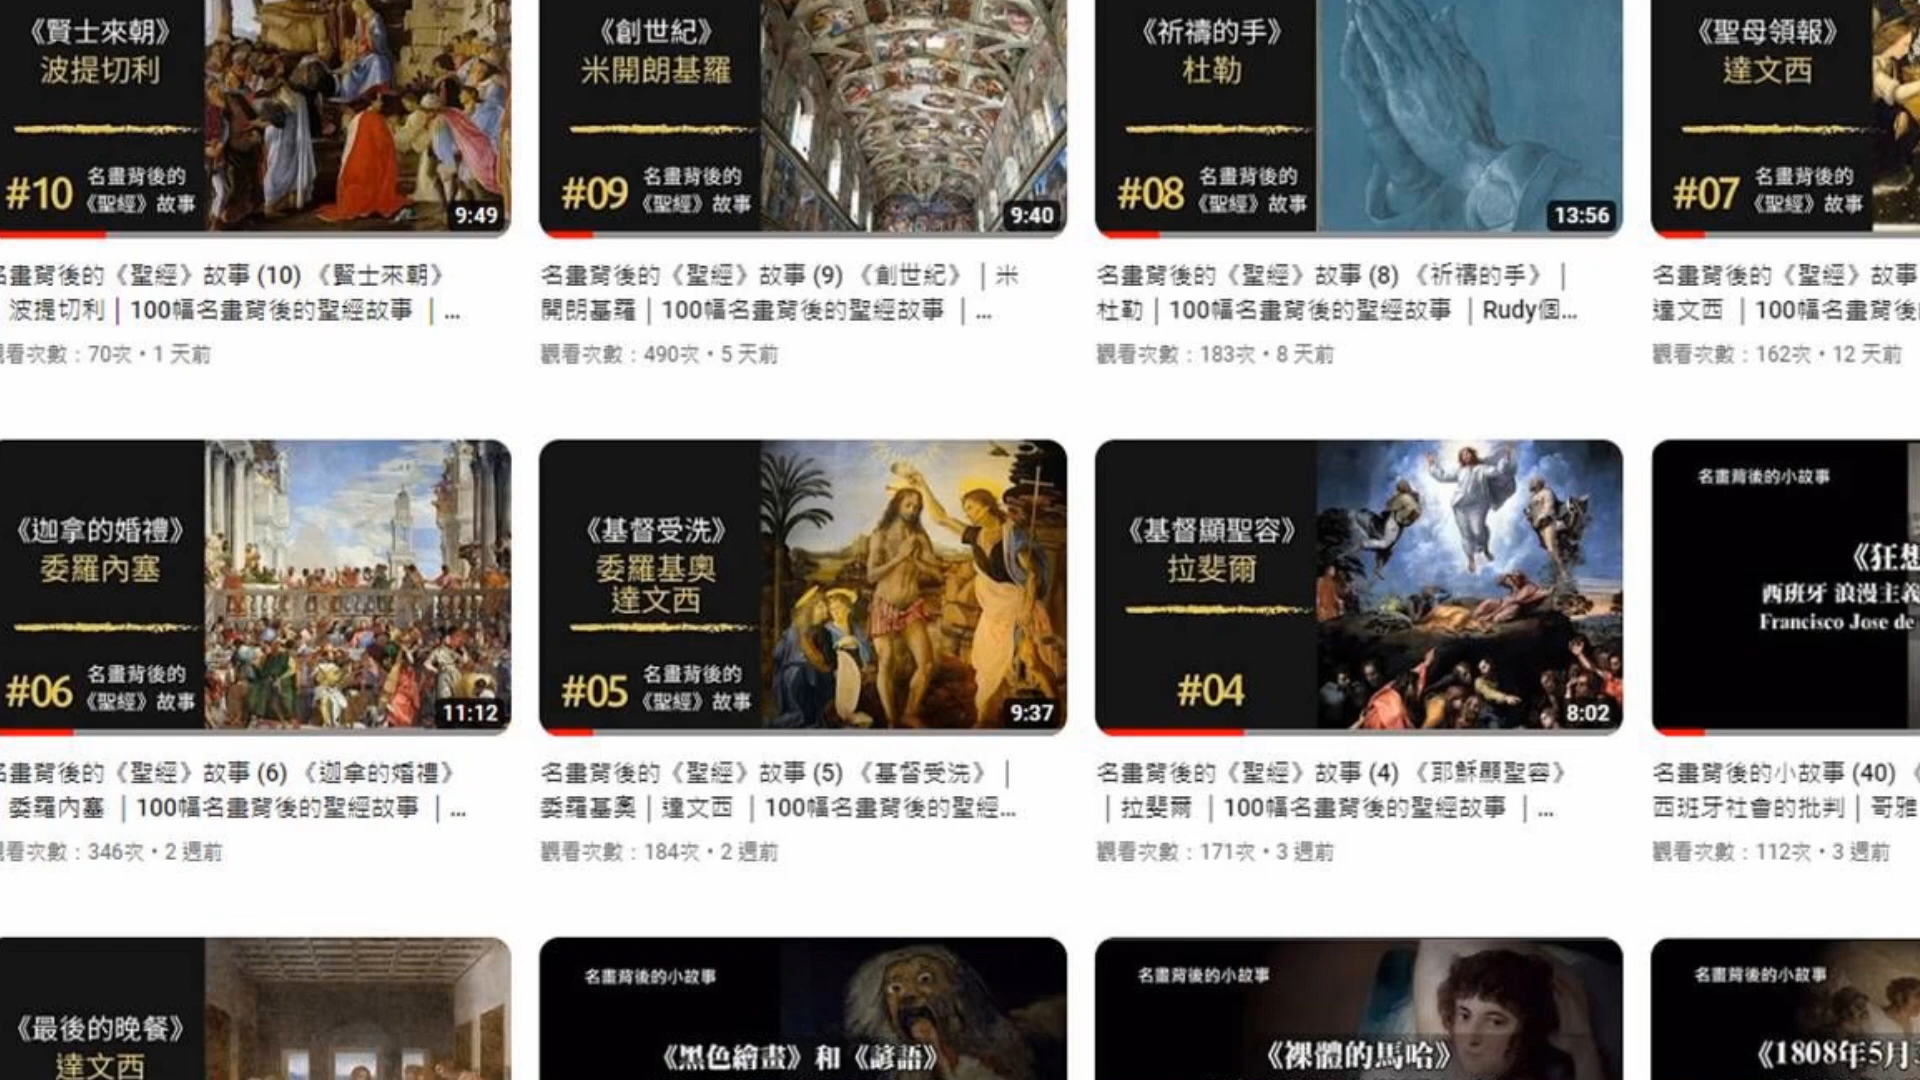 《賢士來朝》
波提切利
#10 名畫背後的
《聖經》故事
9:49
名畫背後的《聖經》故事 (10) 《賢士來朝》
波提切利｜100幅名畫背後的聖經故事 ｜...
觀看次數：70次・1 天前
《創世紀》
米開朗基羅
#09 名畫背後的
《聖經》故事
9:40
名畫背後的《聖經》故事 (9) 《創世紀》｜米
開朗基羅｜100幅名畫背後的聖經故事 ｜...
觀看次數：490次・5 天前
《祈禱的手》
杜勒
#08 名畫背後的
《聖經》故事
13:56
名畫背後的《聖經》故事 (8) 《祈禱的手》｜
杜勒｜100幅名畫背後的聖經故事 ｜Rudy個...
觀看次數：183次・8 天前
《聖母領報》
達文西
#07 名畫背後的
《聖經》故事
名畫背後的《聖經》故事
達文西 ｜100幅名畫背後
觀看次數：162次・12 天前
《迦拿的婚禮》
委羅內塞
#06 名畫背後的
《聖經》故事
11:12
名畫背後的《聖經》故事 (6) 《迦拿的婚禮》
委羅內塞 ｜100幅名畫背後的聖經故事 ｜...
觀看次數：346次・2 週前
《基督受洗》
委羅基奧
達文西
#05 名畫背後的
《聖經》故事
9:37
名畫背後的《聖經》故事 (5) 《基督受洗》｜
委羅基奧｜達文西 ｜100幅名畫背後的聖經...
觀看次數：184次・2 週前
《基督顯聖容》
拉斐爾
#04
8:02
名畫背後的《聖經》故事 (4) 《耶穌顯聖容》
｜拉斐爾 ｜100幅名畫背後的聖經故事 ｜...
觀看次數：171次・3 週前
名畫背後的小故事
《狂想
西班牙 浪漫主義
Francisco Jose de
名畫背後的小故事 (40) 《
西班牙社會的批判｜哥雅
觀看次數：112次・3 週前
《最後的晚餐》
達文西
名畫背後的小故事
《黑色繪畫》和《諺語》
名畫背後的小故事
《裸體的馬哈》
名畫背後的小故事
《1808年5月